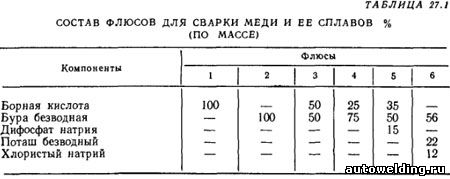 ТАБЛИЦА 27.1
СОСТАВ ФЛЮСОВ ДЛЯ СВАРКИ МЕДИ И ЕЕ СПЛАВОВ %
(ПО МАССЕ)
Компоненты Флюсы
1 2 3 4 5 6
Борная кислота 100 — 50 25 35 —
Бура безводная — 100 50 75 50 56
Дифосфат натрия — — — — 15 —
Поташ безводный — — — — — 22
Хлористый натрий — — — — — 12
www.autowelding.ru